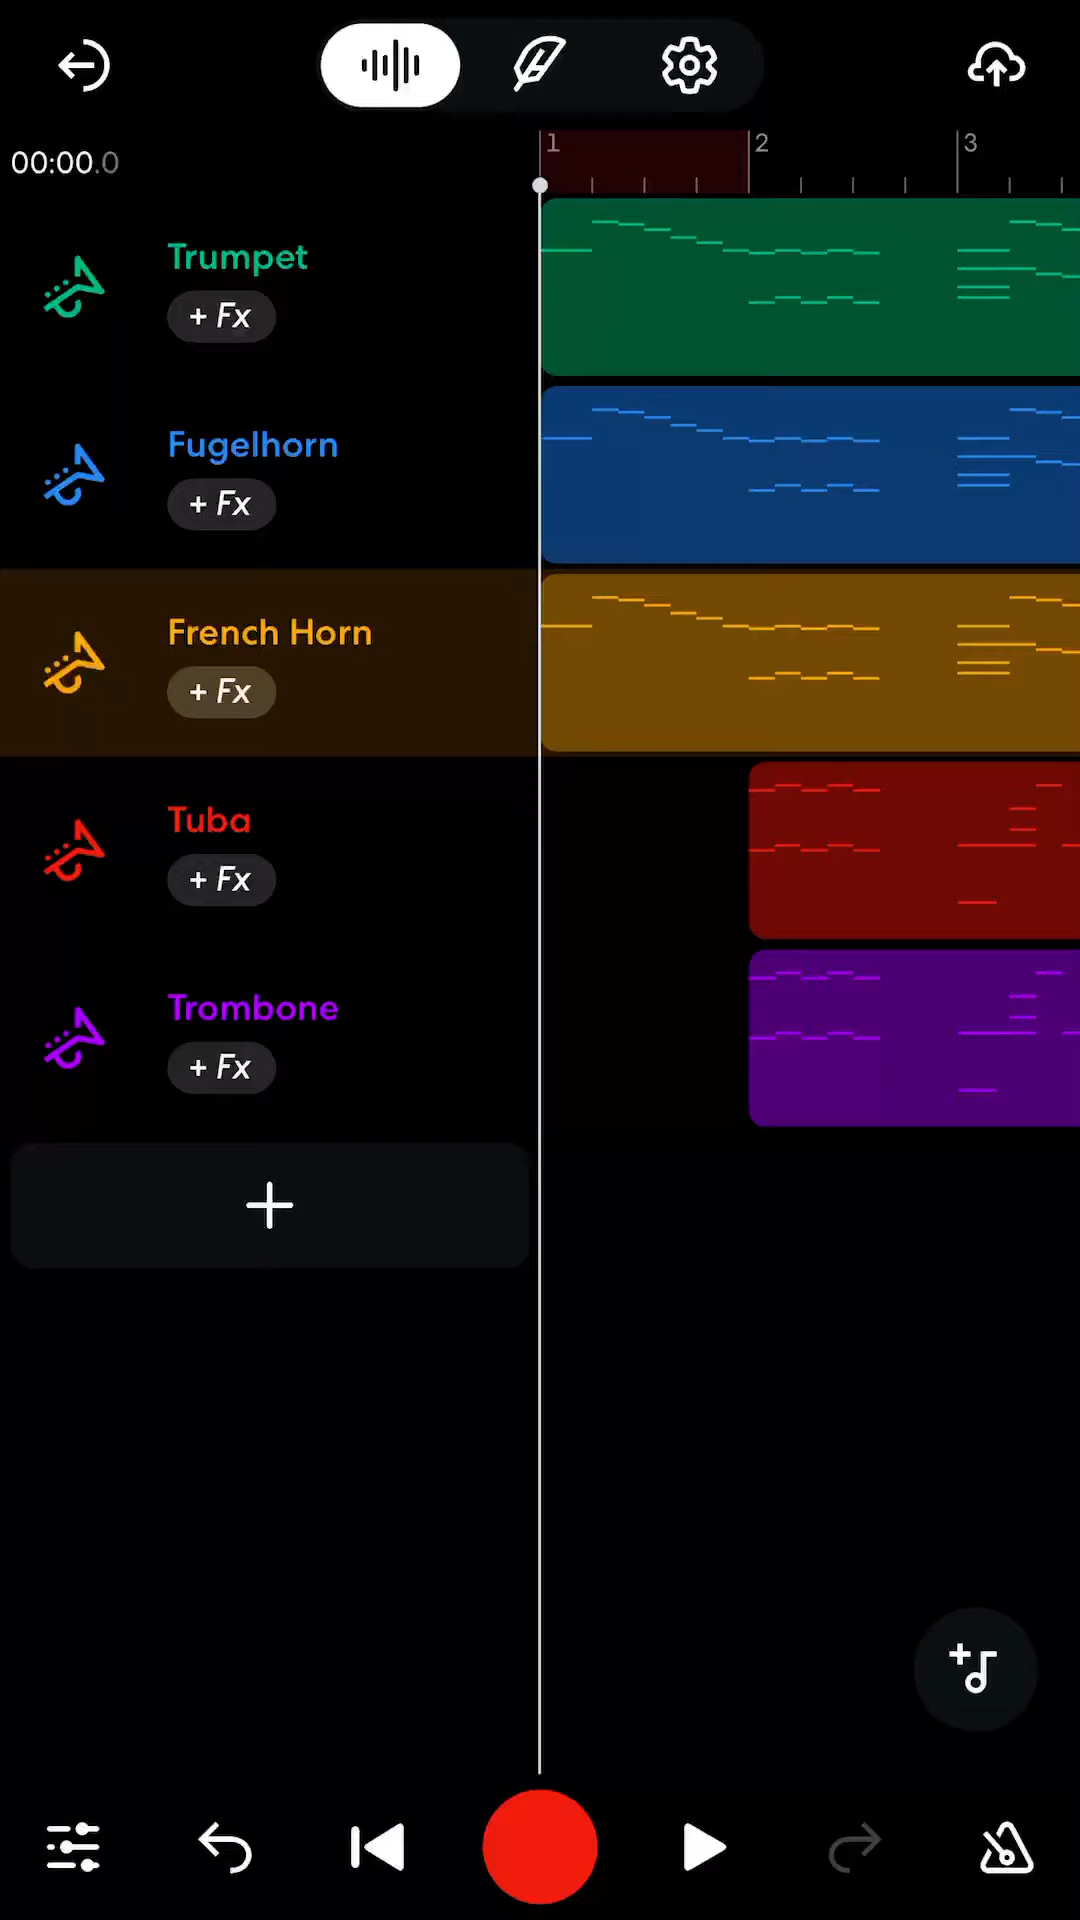 00:00.0
1
2
3
Trumpet
+ Fx
Fugelhorn
+ Fx
French Horn
+ Fx
Tuba
+ Fx
Trombone
+ Fx